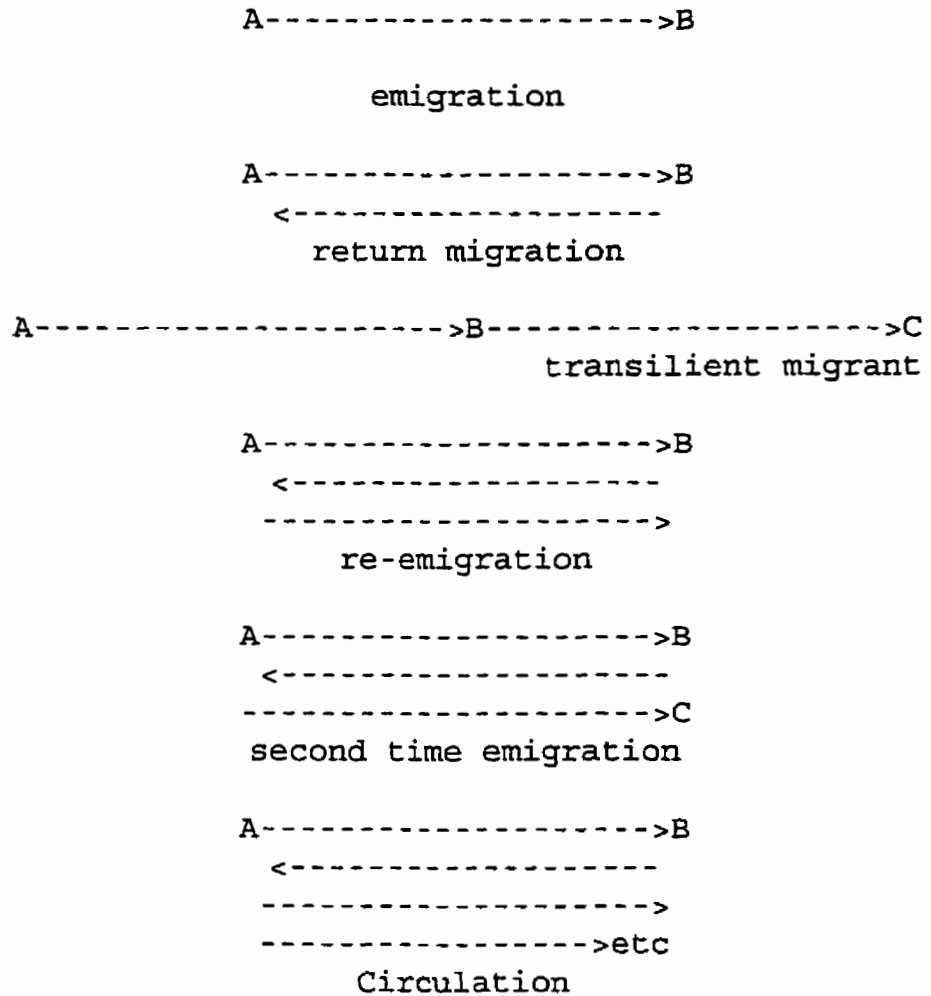 A--------------------->B
emigration
A--------------------->B
<--------------------
return migration
A--------------------->B--------------------->C
transilient migrant
A--------------------->B
<--------------------
--------------------->
re-emigration
A--------------------->B
<---------------------
--------------------->C
second time emigration
A--------------------->B
<--------------------
--------------------->
----------------->etc
Circulation